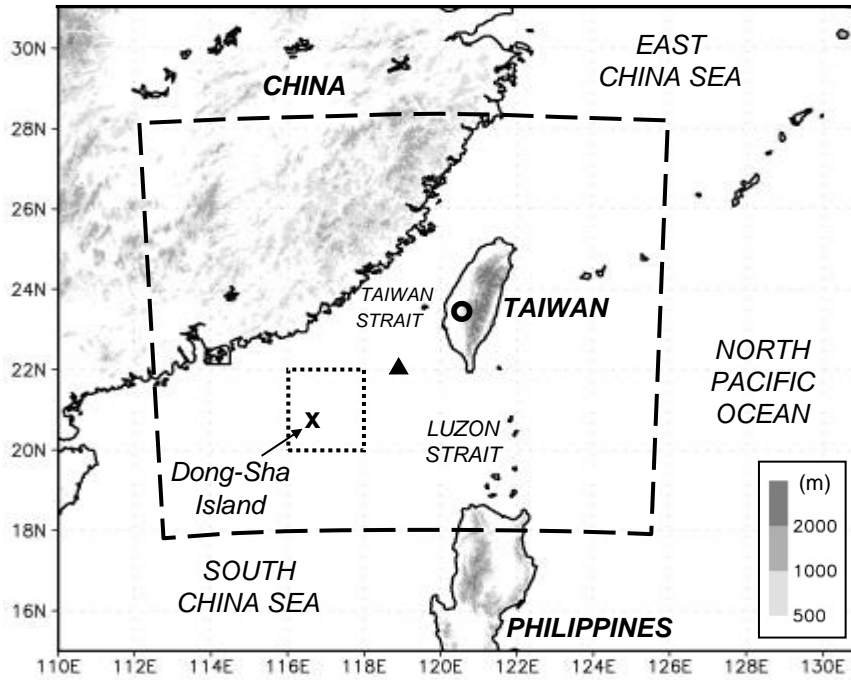 30N
28N
26N
24N
22N
20N
18N
16N
EAST
CHINA SEA
CHINA
TAIWAN
STRAIT
TAIWAN
NORTH
PACIFIC
OCEAN
x
LUZON
STRAIT
Dong-Sha
Island
SOUTH
CHINA SEA
PHILIPPINES
(m)
2000
1000
500
110E 112E 114E 116E 118E 120E 122E 124E 126E 128E 130E